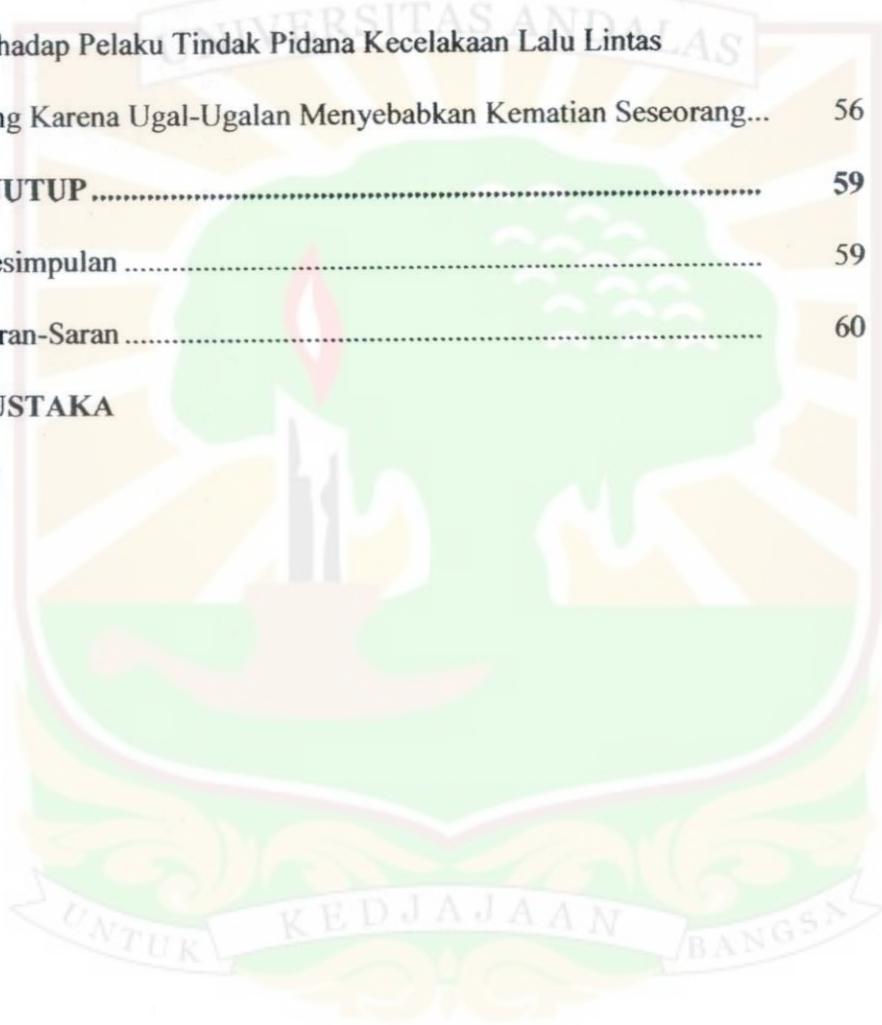 UNIVERSITAS ANDALAS
hadap Pelaku Tindak Pidana Kecelakaan Lalu Lintas
ng Karena Ugal-Ugalan Menyebabkan Kematian Seseorang... 56
UTUP ........................................................................ 59
esimpulan ........................................................................ 59
ran-Saran ........................................................................ 60
USTAKA
UNTUK KEDJAJAAN BANGSA